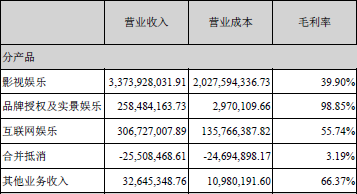 营业收入 营业成本 毛利率
分产品
影视娱乐 3,373,928,031.91 2,027,594,336.73 39.90%
品牌授权及实景娱乐 258,484,163.73 2,970,109.66 98.85%
互联网娱乐 306,727,007.89 135,766,387.82 55.74%
合并抵消 -25,508,468.61 -24,694,898.17 3.19%
其他业务收入 32,645,348.76 10,980,191.60 66.37%